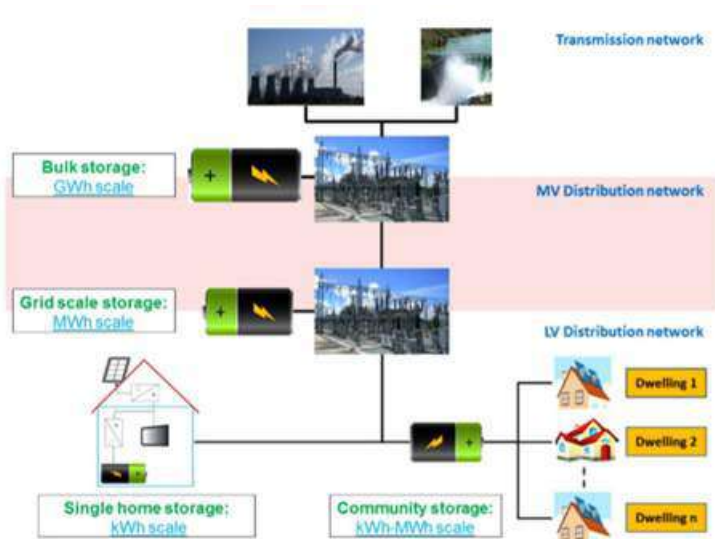 Transmission network
Bulk storage:
GWh scale
+
MV Distribution network
Grid scale storage:
MWh scale
+
LV Distribution network
Dwelling 1
+
Dwelling 2
Dwelling n
+
Single home storage:
kWh scale
Community storage:
kWh-MWh scale